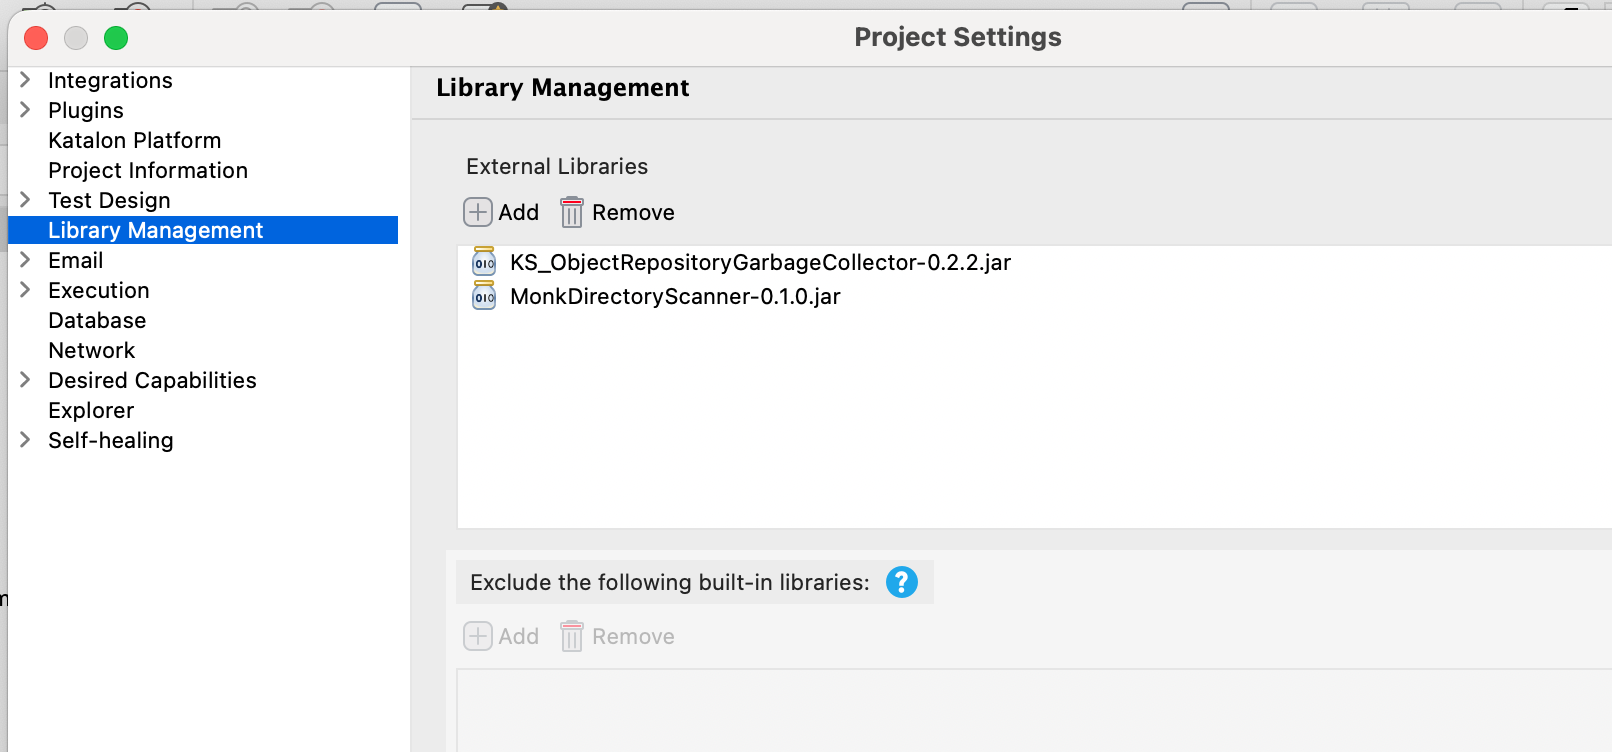 Project Settings
Integrations
Plugins
Katalon Platform
Project Information
Test Design
Library Management
Email
Execution
Database
Network
Desired Capabilities
Explorer
Self-healing
Library Management
External Libraries
Add Remove
KS_ObjectRepositoryGarbageCollector-0.2.2.jar
MonkDirectoryScanner-0.1.0.jar
Exclude the following built-in libraries: ?
Add Remove